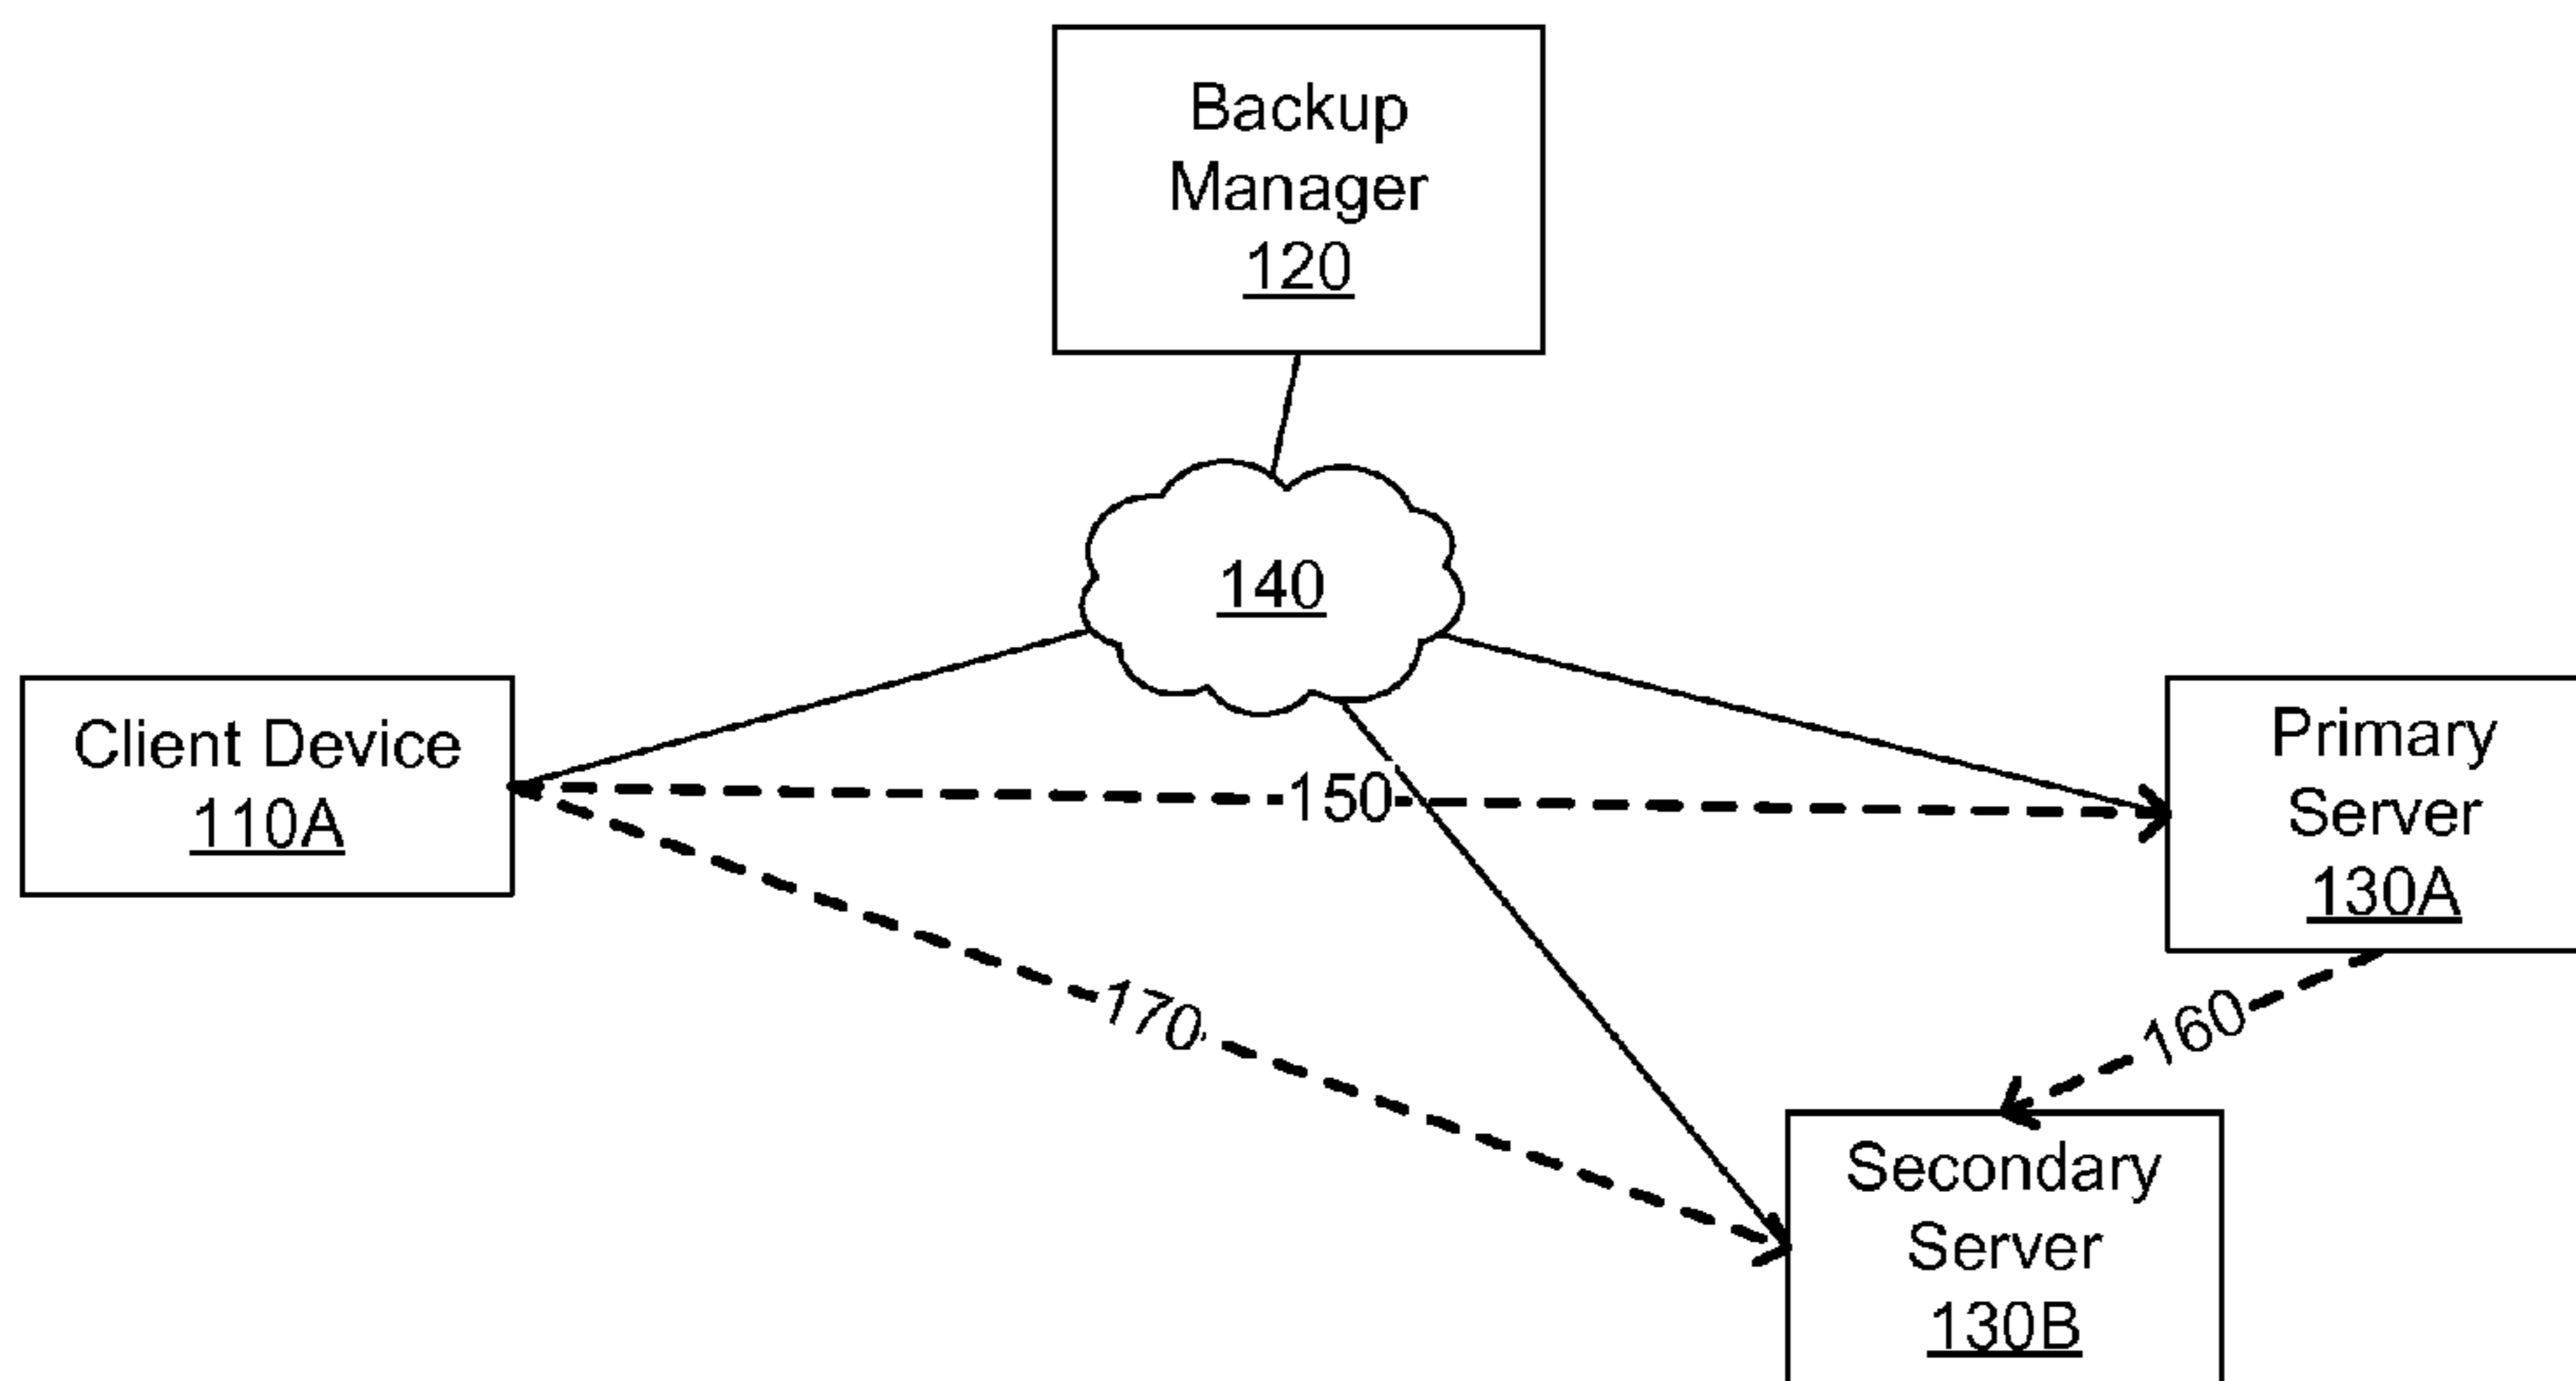 Backup
Manager
120
140
Client Device
110A
150
Primary
Server
130A
170
160
Secondary
Server
130B